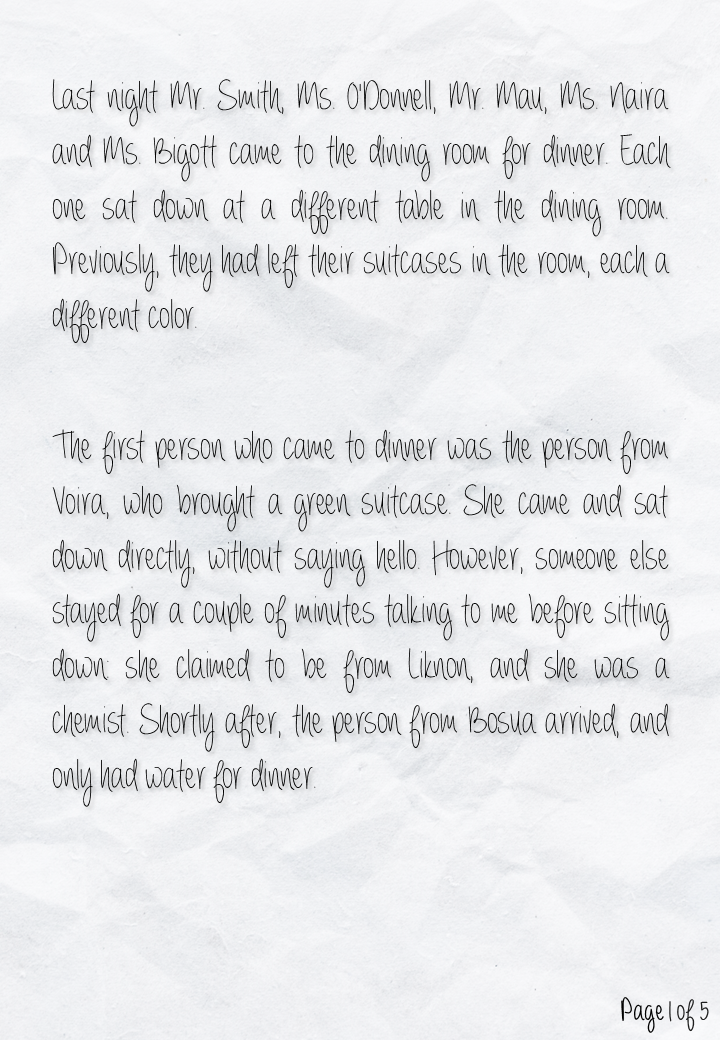 Last night Mr. Smith, Ms. O'Donnell, Mr. Mau, Ms. Naira
and Ms. Bigott came to the dining room for dinner. Each
one sat down at a different table in the dining room.
Previously, they had left their suitcases in the room, each a
different color.
The first person who came to dinner was the person from
Voira, who brought a green suitcase. She came and sat
down directly, without saying hello. However, someone else
stayed for a couple of minutes talking to me before sitting
down: she claimed to be from Liknon, and she was a
chemist. Shortly after, the person from Bosua arrived, and
only had water for dinner.
Page 1 of 5